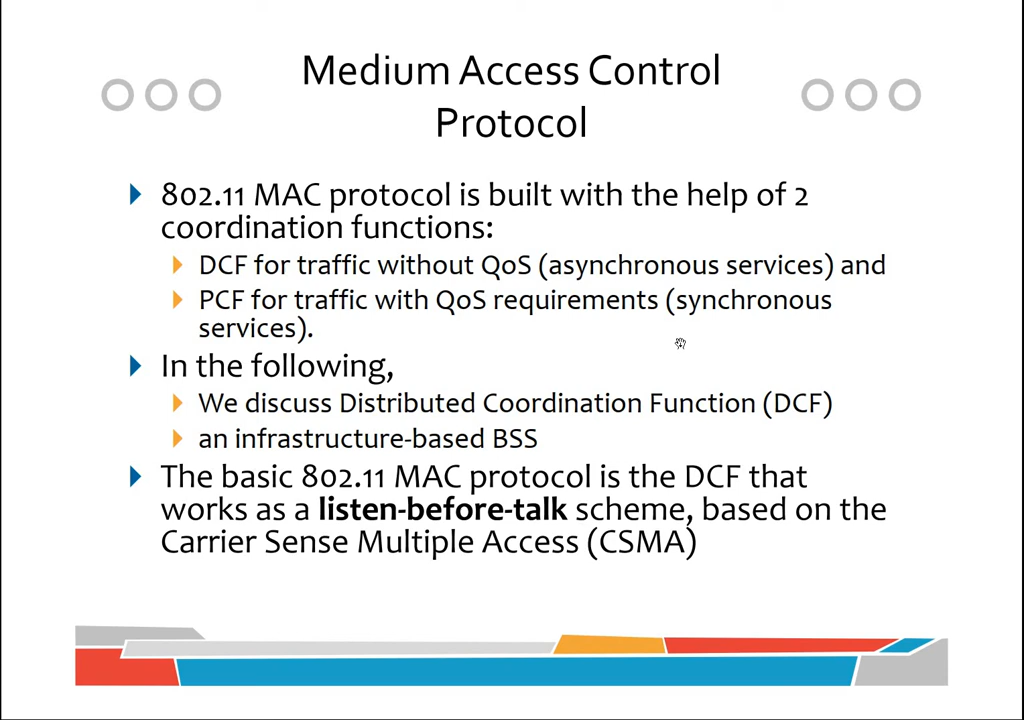 Medium Access Control
Protocol
802.11 MAC protocol is built with the help of 2
coordination functions:
DCF for traffic without QoS (asynchronous services) and
PCF for traffic with QoS requirements (synchronous
services).
In the following,
We discuss Distributed Coordination Function (DCF)
an infrastructure-based BSS
The basic 802.11 MAC protocol is the DCF that
works as a listen-before-talk scheme, based on the
Carrier Sense Multiple Access (CSMA)